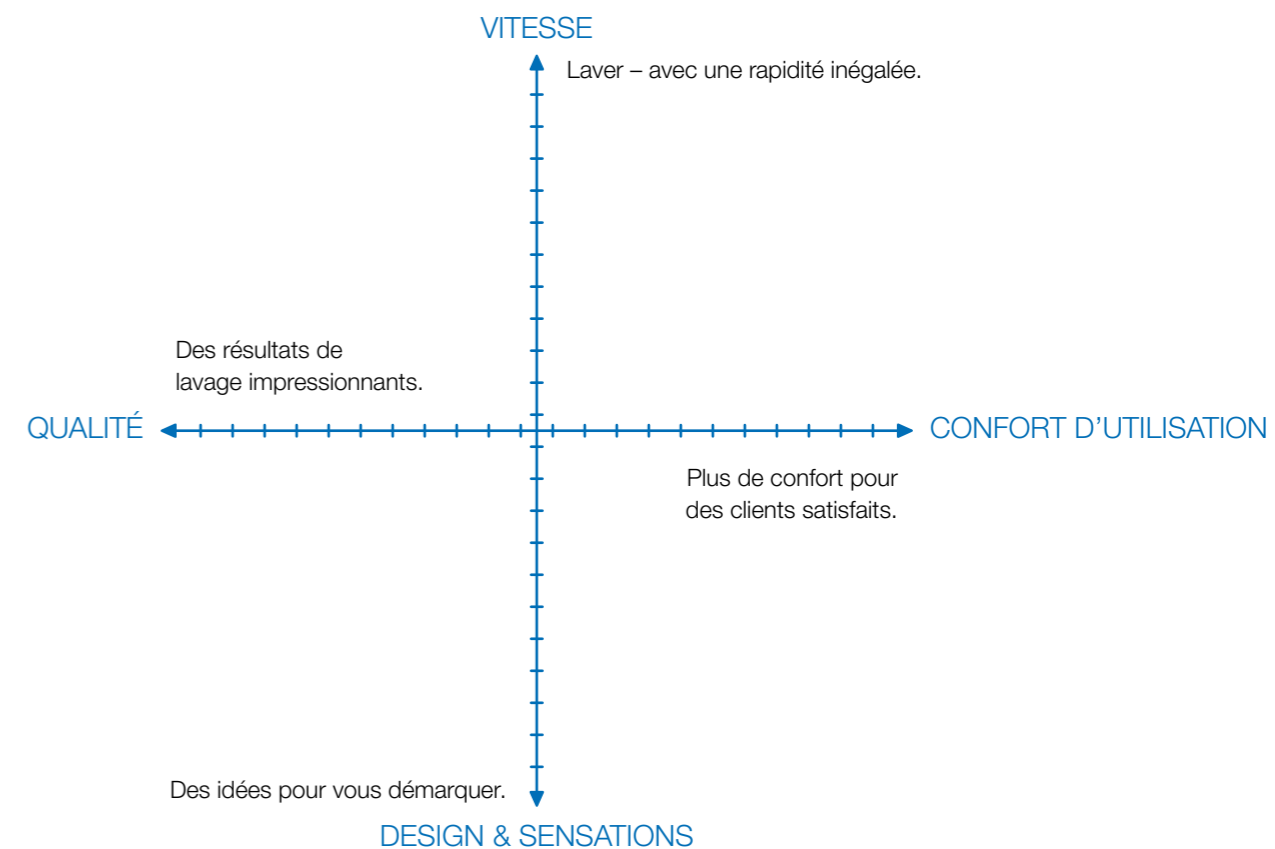 VITESSE
Laver – avec une rapidité inégalée.
Des résultats de
lavage impressionnants.
QUALITÉ
CONFORT D’UTILISATION
Plus de confort pour
des clients satisfaits.
Des idées pour vous démarquer.
DESIGN & SENSATIONS